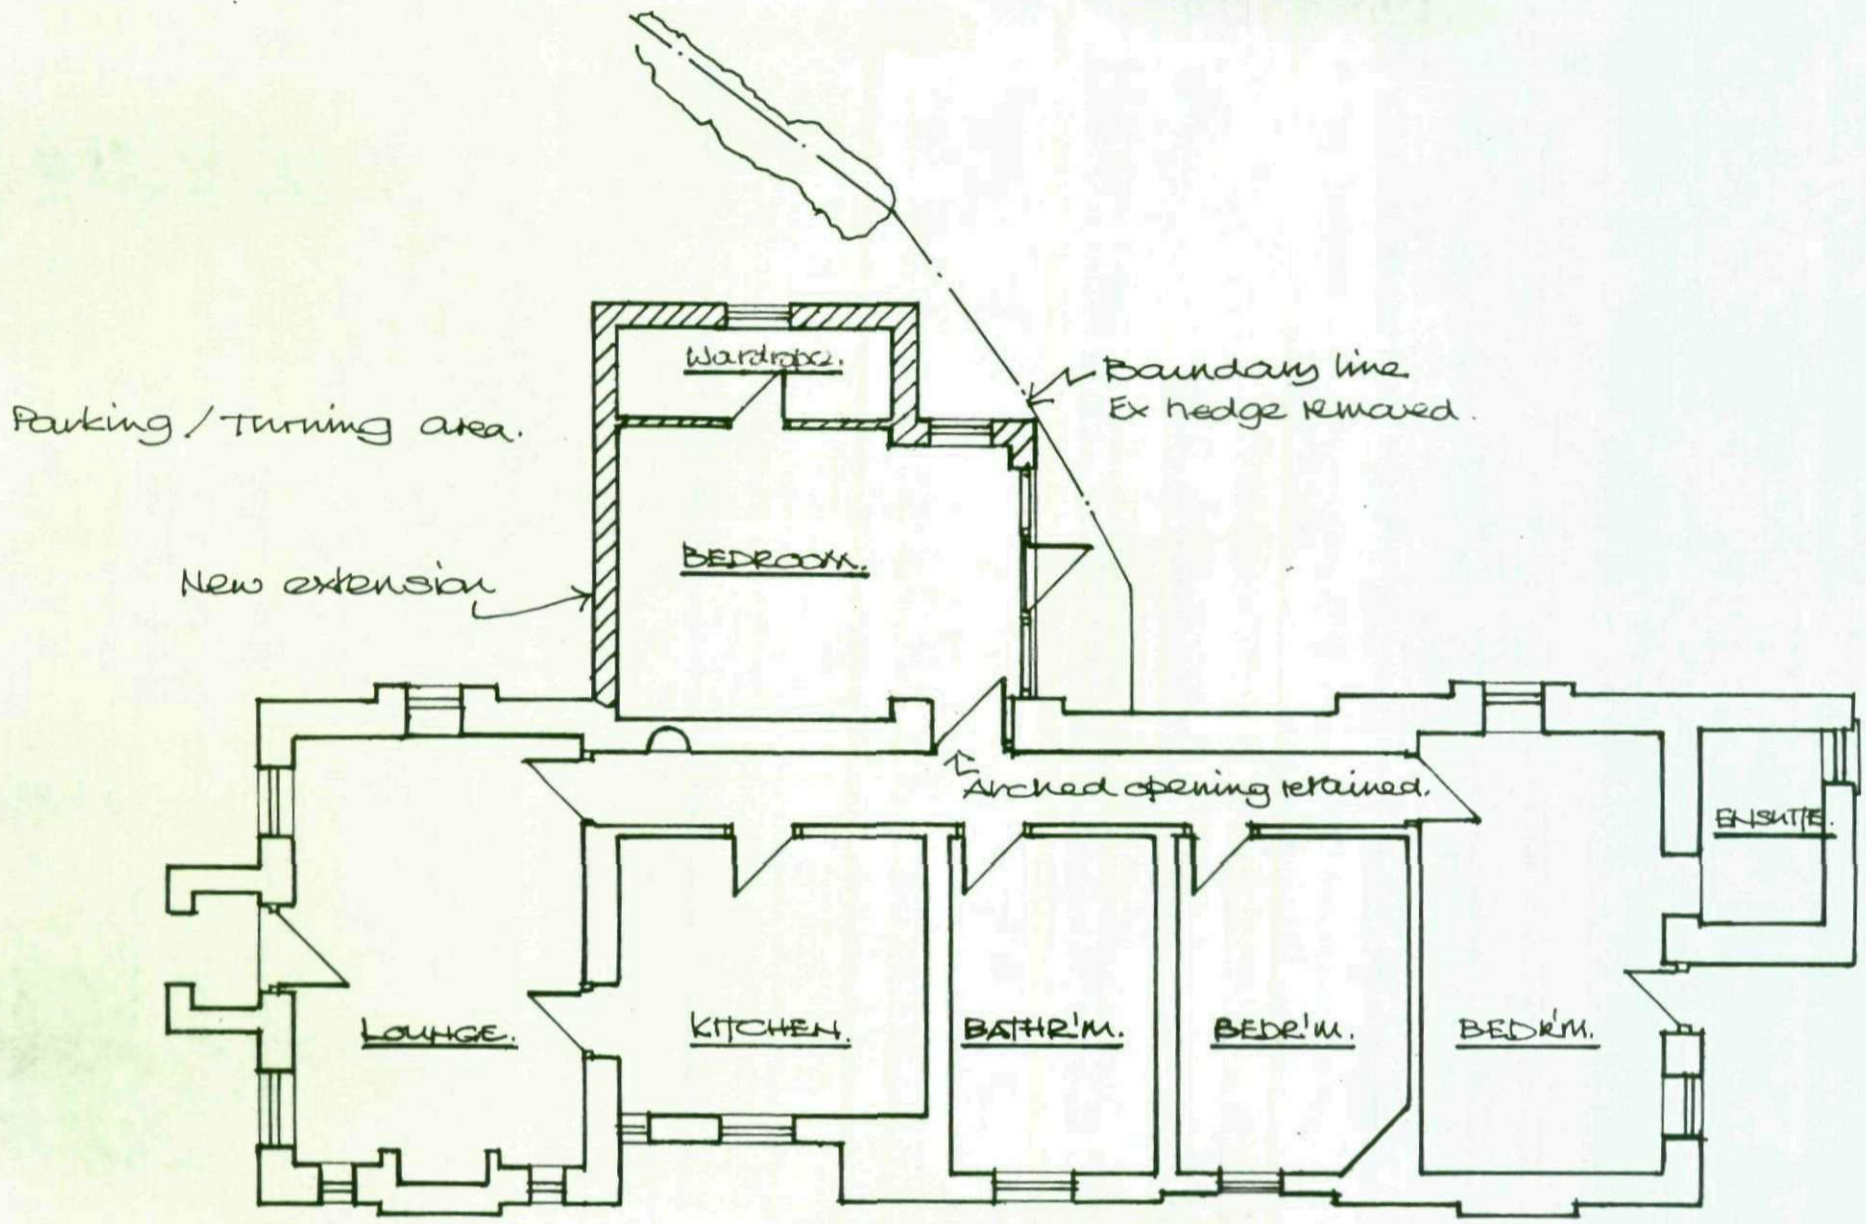 Wardrobe.
Boundary line
Ex hedge removed.
Parking / Turning area.
BEDROOM.
New extension
Arched opening retained.
ENSUITE.
LOUNGE.
KITCHEN.
BATHR'M.
BEDR'M.
BEDR'M.